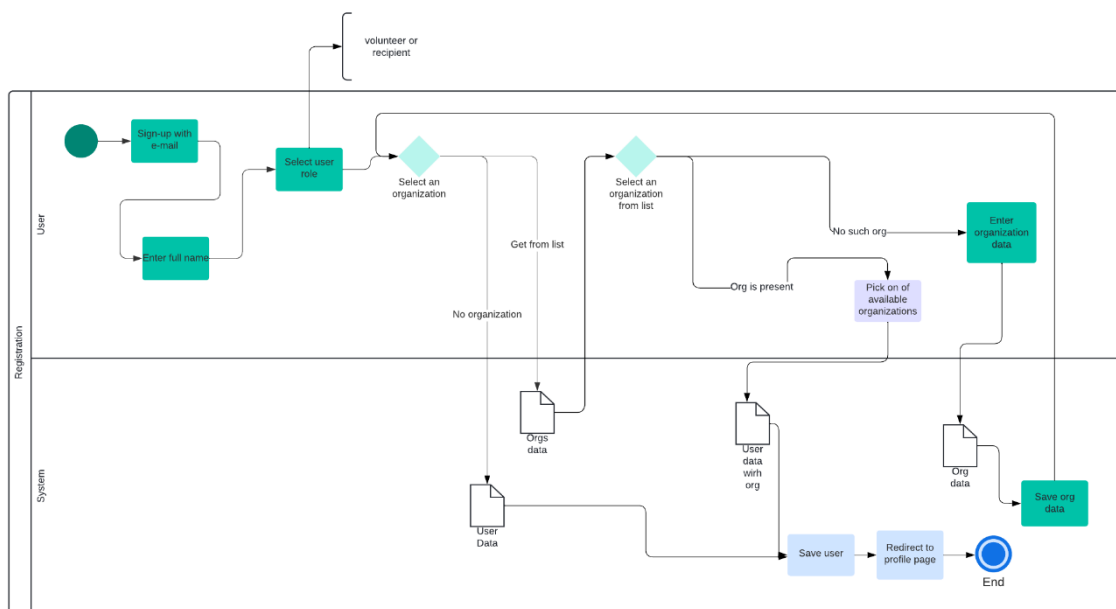 volunteer or
recipient
Registration
User
Sign-up with
e-mail
Enter full name
Select user
role
Select an
organization
Get from list
No organization
Select an
organization
from list
No such org
Org is present
Pick on of
available
organizations
Enter
organization
data
System
Orgs
data
User
Data
User
data
wirh
org
Org
data
Save org
data
Save user
Redirect to
profile page
End